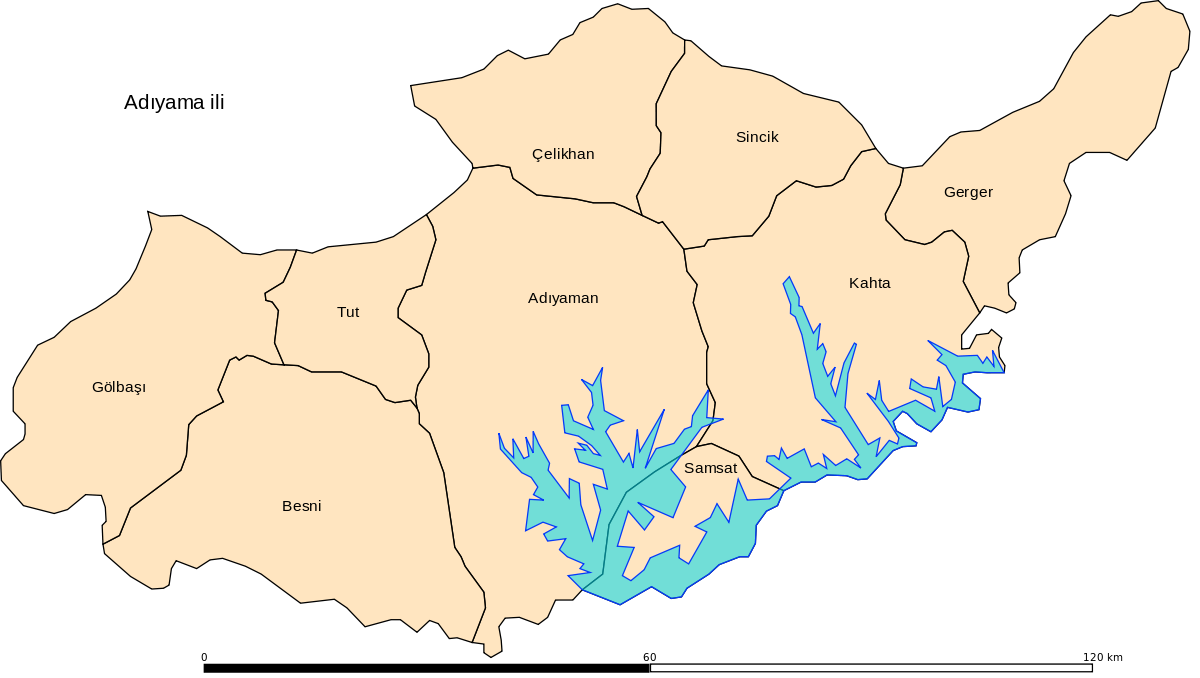 Adıyama ili
Çelikhan
Sincik
Gerger
Kahta
Adıyaman
Tut
Gölbaşı
Samsat
Besni
0 60 120 km